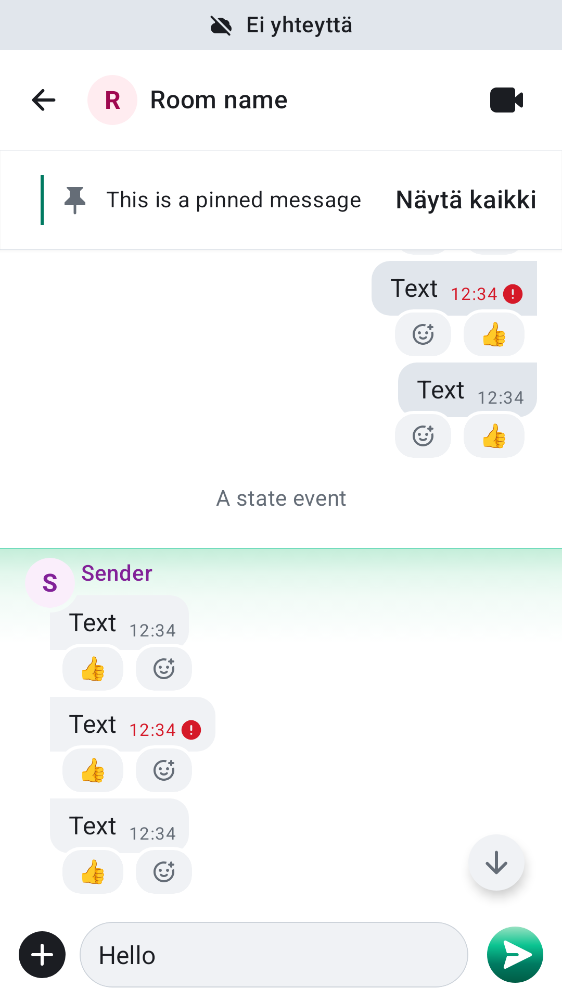 Ei yhteyttä
R Room name
This is a pinned message Näytä kaikki
Text 12:34
👍
Text 12:34
👍
A state event
S Sender
Text 12:34
👍
Text 12:34
👍
Text 12:34
👍
Hello